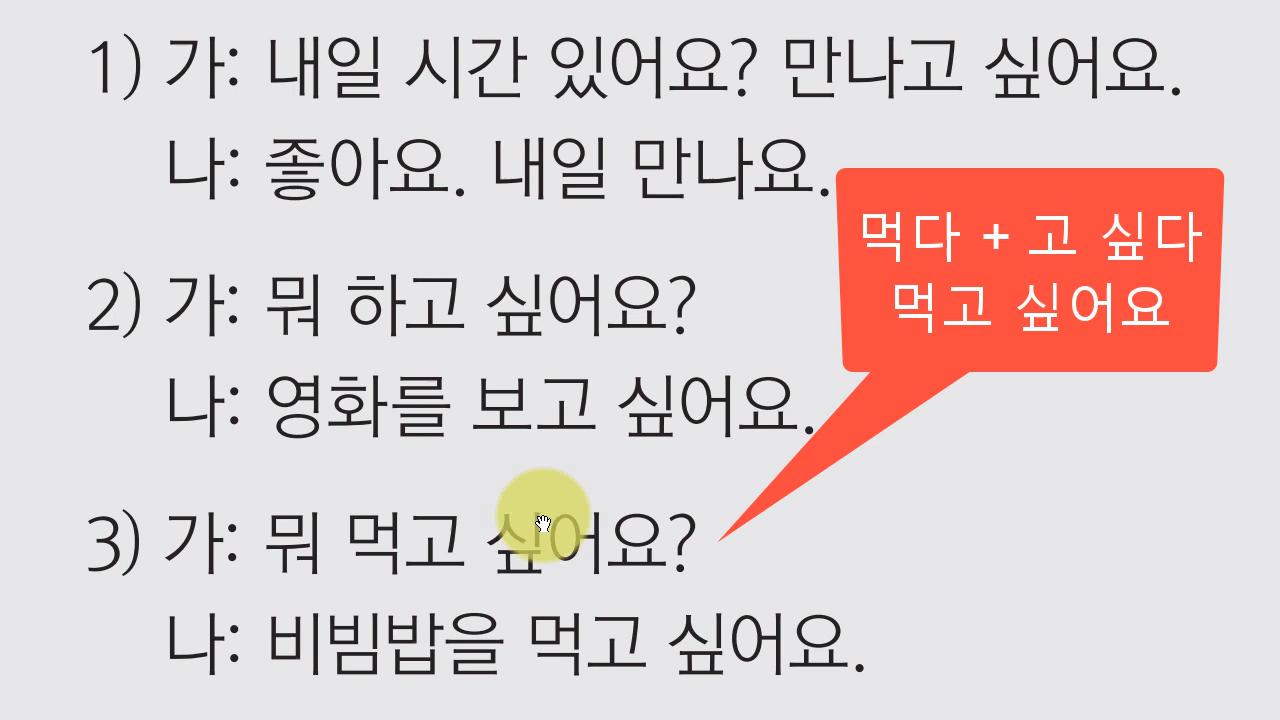 1) 가: 내일 시간 있어요? 만나고 싶어요.
나: 좋아요. 내일 만나요.
먹다 + 고 싶다
먹고 싶어요
2) 가: 뭐 하고 싶어요?
나: 영화를 보고 싶어요.
3) 가: 뭐 먹고 싶어요?
나: 비빔밥을 먹고 싶어요.